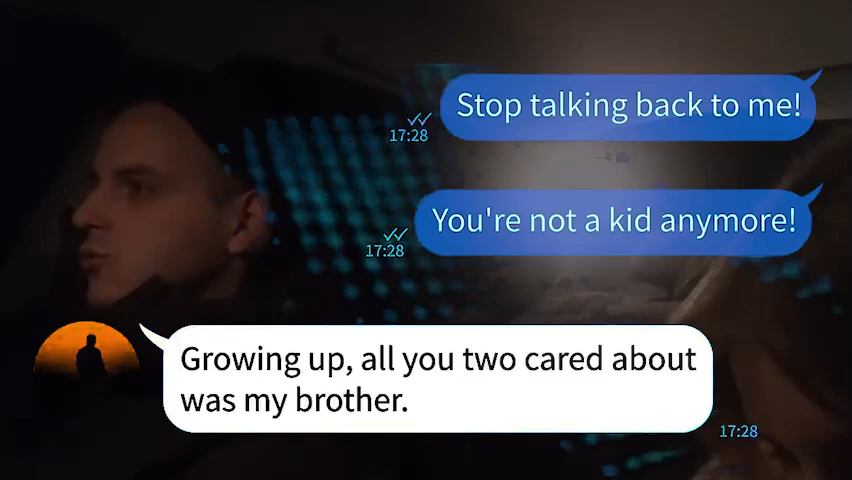 Stop talking back to me!
17:28
You're not a kid anymore!
17:28
Growing up, all you two cared about
was my brother.
17:28